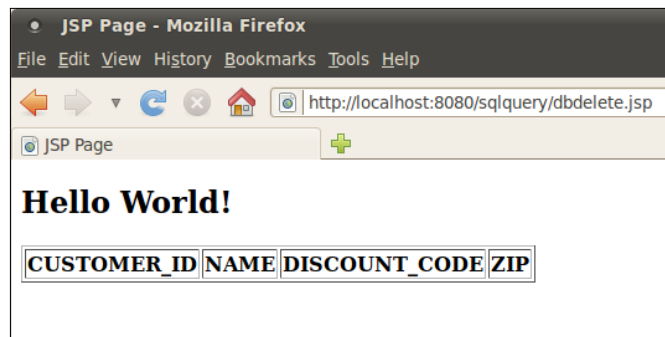 JSP Page - Mozilla Firefox
File Edit View History Bookmarks Tools Help
http://localhost:8080/sqlquery/dbdelete.jsp
JSP Page
Hello World!
CUSTOMER_ID NAME DISCOUNT_CODE ZIP